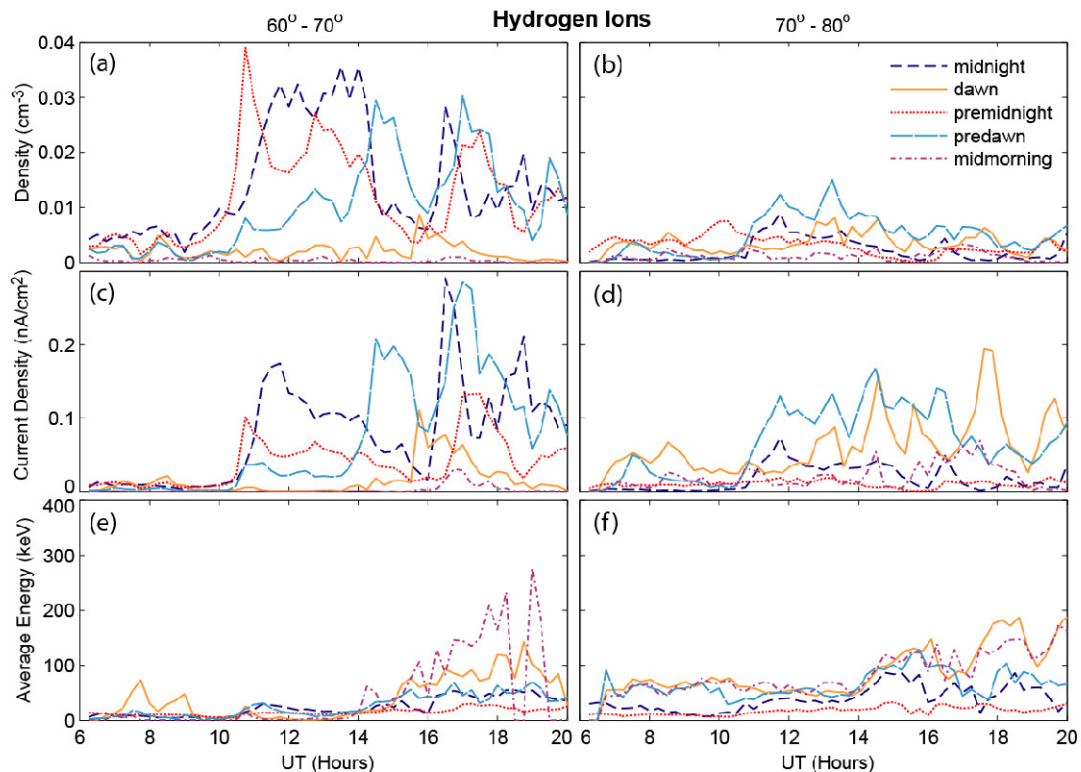 Hydrogen Ions
60° - 70°
70° - 80°
(a)
(b)
Density (cm-3)
0.04
0.03
0.02
0.01
0
midnight
dawn
premidnight
predawn
midmorning
(c)
(d)
Current Density (nA/cm2)
0.2
0.1
0
(e)
(f)
Average Energy (keV)
400
300
200
100
0
6 8 10 12 14 16 18 20
6 8 10 12 14 16 18 20
UT (Hours)
UT (Hours)